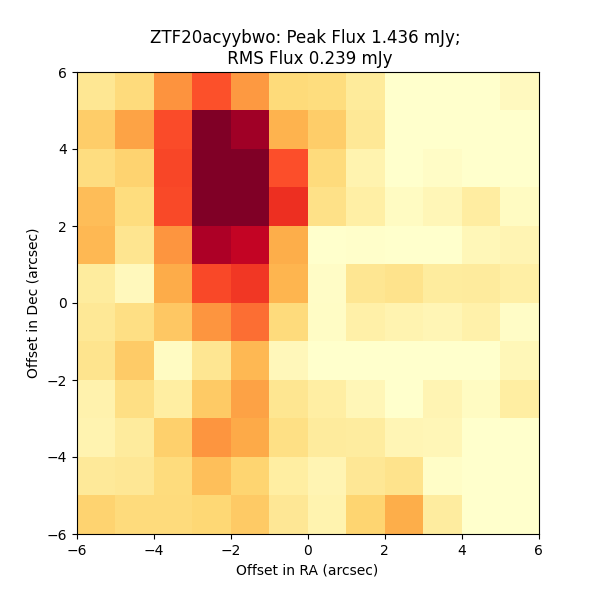 ZTF20acyybwo: Peak Flux 1.436 mJy;
RMS Flux 0.239 mJy
6
4
2
0
−2
−4
−6
Offset in Dec (arcsec)
−6 −4 −2 0 2 4 6
Offset in RA (arcsec)